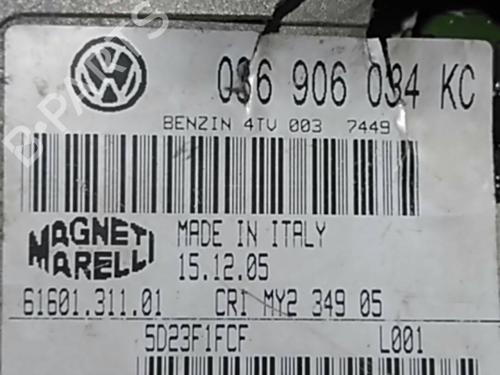 036 906 034 KC
BENZIN 4TV 003 7449
MAGNETI MARELLI
MADE IN ITALY
15.12.05
61601.311.01 CRI MY2 349 05
5D23F1FCF L001
B-PARTS